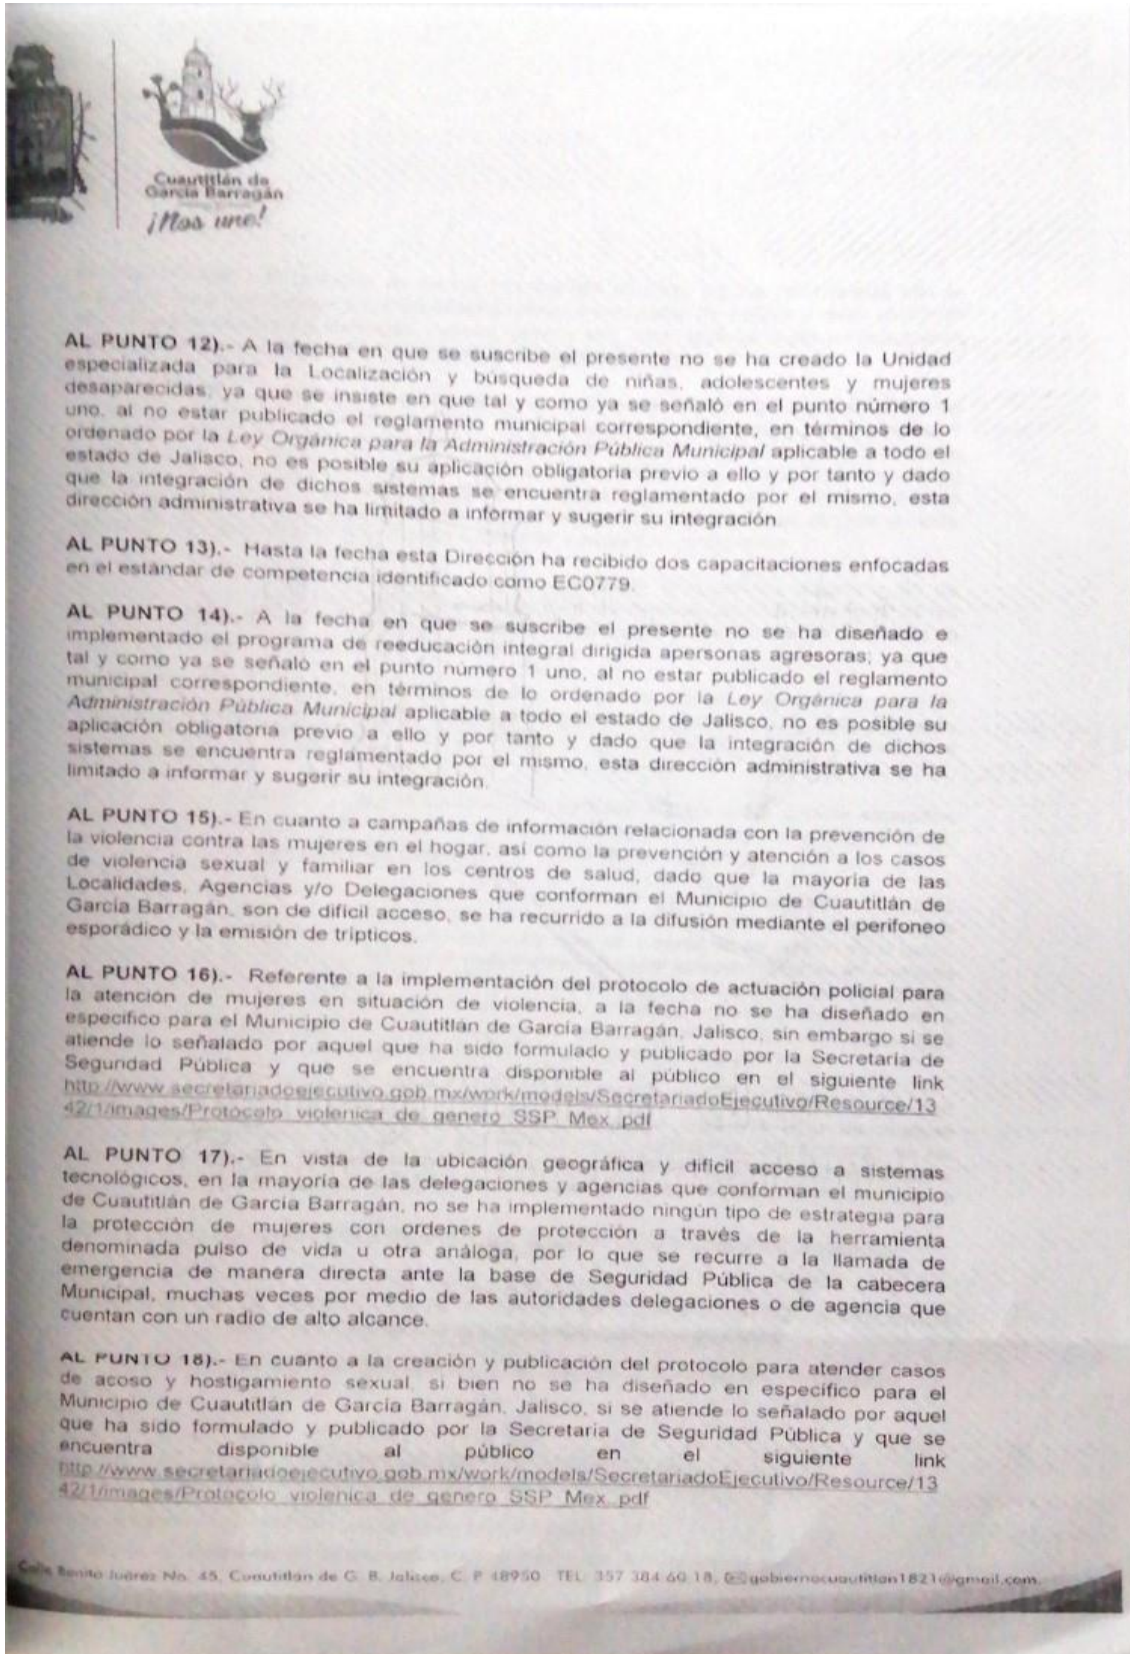 Cuautitlán de
García Barragán
¡Nos une!
AL PUNTO 12).- A la fecha en que se suscribe el presente no se ha creado la Unidad
especializada para la Localización y búsqueda de niñas, adolescentes y mujeres
desaparecidas, ya que se insiste en que tal y como ya se señaló en el punto número 1
uno, al no estar publicado el reglamento municipal correspondiente, en términos de lo
ordenado por la Ley Orgánica para la Administración Pública Municipal aplicable a todo el
estado de Jalisco, no es posible su aplicación obligatoria previo a ello y por tanto y dado
que la integración de dichos sistemas se encuentra reglamentado por el mismo, esta
dirección administrativa se ha limitado a informar y sugerir su integración.
AL PUNTO 13).- Hasta la fecha esta Dirección ha recibido dos capacitaciones enfocadas
en el estándar de competencia identificado como EC0779.
AL PUNTO 14).- A la fecha en que se suscribe el presente no se ha diseñado e
implementado el programa de reeducación integral dirigida apersonas agresoras; ya que
tal y como ya se señaló en el punto número 1 uno, al no estar publicado el reglamento
municipal correspondiente, en términos de lo ordenado por la Ley Orgánica para la
Administración Pública Municipal aplicable a todo el estado de Jalisco, no es posible su
aplicación obligatoria previo a ello y por tanto y dado que la integración de dichos
sistemas se encuentra reglamentado por el mismo, esta dirección administrativa se ha
limitado a informar y sugerir su integración.
AL PUNTO 15).- En cuanto a campañas de información relacionada con la prevención de
la violencia contra las mujeres en el hogar, así como la prevención y atención a los casos
de violencia sexual y familiar en los centros de salud, dado que la mayoría de las
Localidades, Agencias y/o Delegaciones que conforman el Municipio de Cuautitlán de
García Barragán, son de difícil acceso, se ha recurrido a la difusión mediante el perifoneo
esporádico y la emisión de trípticos.
AL PUNTO 16).- Referente a la implementación del protocolo de actuación policial para
la atención de mujeres en situación de violencia, a la fecha no se ha diseñado en
específico para el Municipio de Cuautitlán de García Barragán, Jalisco, sin embargo si se
atiende lo señalado por aquel que ha sido formulado y publicado por la Secretaría de
Seguridad Pública y que se encuentra disponible al público en el siguiente link
http://www.secretariadoejecutivo.gob.mx/work/models/SecretariadoEjecutivo/Resource/13
42/1/images/Protocolo_violenica_de_genero_SSP_Mex.pdf
AL PUNTO 17).- En vista de la ubicación geográfica y difícil acceso a sistemas
tecnológicos, en la mayoría de las delegaciones y agencias que conforman el municipio
de Cuautitlán de García Barragán, no se ha implementado ningún tipo de estrategia para
la protección de mujeres con ordenes de protección a través de la herramienta
denominada pulso de vida u otra análoga, por lo que se recurre a la llamada de
emergencia de manera directa ante la base de Seguridad Pública de la cabecera
Municipal, muchas veces por medio de las autoridades delegaciones o de agencia que
cuentan con un radio de alto alcance.
AL PUNTO 18).- En cuanto a la creación y publicación del protocolo para atender casos
de acoso y hostigamiento sexual, si bien no se ha diseñado en específico para el
Municipio de Cuautitlán de García Barragán, Jalisco, si se atiende lo señalado por aquel
que ha sido formulado y publicado por la Secretaria de Seguridad Pública y que se
encuentra disponible al público en el siguiente link
http://www.secretariadoejecutivo.gob.mx/work/models/SecretariadoEjecutivo/Resource/13
42/1/images/Protocolo_violenica_de_genero_SSP_Mex.pdf
Calle Benito Juárez No. 45, Cuautitlán de G. B. Jalisco, C. P. 48950 TEL. 357 384 60 18, gobiernocuautitlan1821@gmail.com.